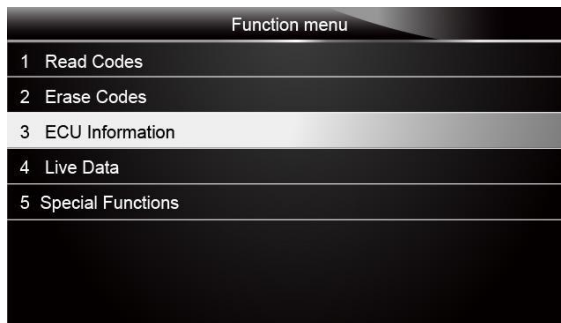 Function menu
1 Read Codes
2 Erase Codes
3 ECU Information
4 Live Data
5 Special Functions